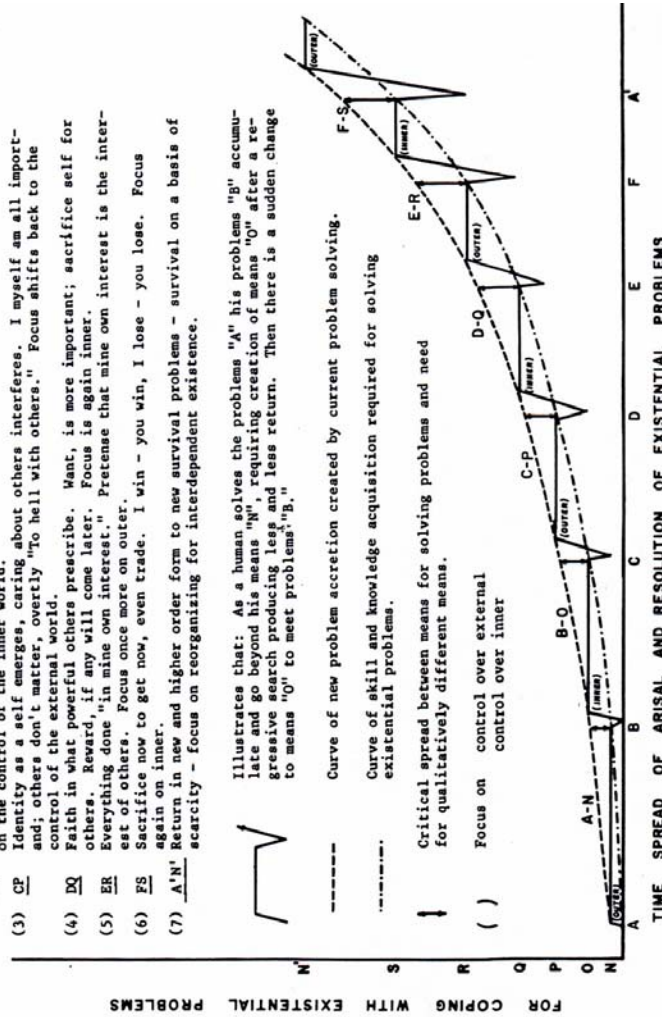 on the control of the inner world.
(3) CP Identity as a self emerges, caring about others interferes. I myself am all import-
and; others don't matter, overtly "To hell with others." Focus shifts back to the
control of the external world.
(4) DQ Faith in what powerful others prescribe. Want, is more important; sacrifice self for
others. Reward, if any will come later. Focus is again inner.
(5) ER Everything done "in mine own interest." Pretense that mine own interest is the inter-
est of others. Focus once more on outer.
(6) FS Sacrifice now to get now, even trade. I win - you win, I lose - you lose. Focus
again on inner.
(7) A'N' Return in new and higher order form to new survival problems - survival on a basis of
scarcity - focus on reorganizing for interdependent existence.
Illustrates that: As a human solves the problems "A" his problems "B" accumu-
late and go beyond his means "N", requiring creation of means "O" after a re-
gressive search producing less and less return. Then there is a sudden change
to means "O" to meet problems "B."
Curve of new problem accretion created by current problem solving.
Curve of skill and knowledge acquisition required for solving
existential problems.
Critical spread between means for solving problems and need
for qualitatively different means.
( ) Focus on control over external
control over inner
FOR COPING WITH EXISTENTIAL PROBLEMS
N'
S
R
Q
P
O
N
A-N
B-O
C-P
D-Q
E-R
F-S
(OUTER)
(INNER)
(OUTER)
(INNER)
(OUTER)
(INNER)
(OUTER)
A B C D E F A'
TIME SPREAD OF ARISAL AND RESOLUTION OF EXISTENTIAL PROBLEMS